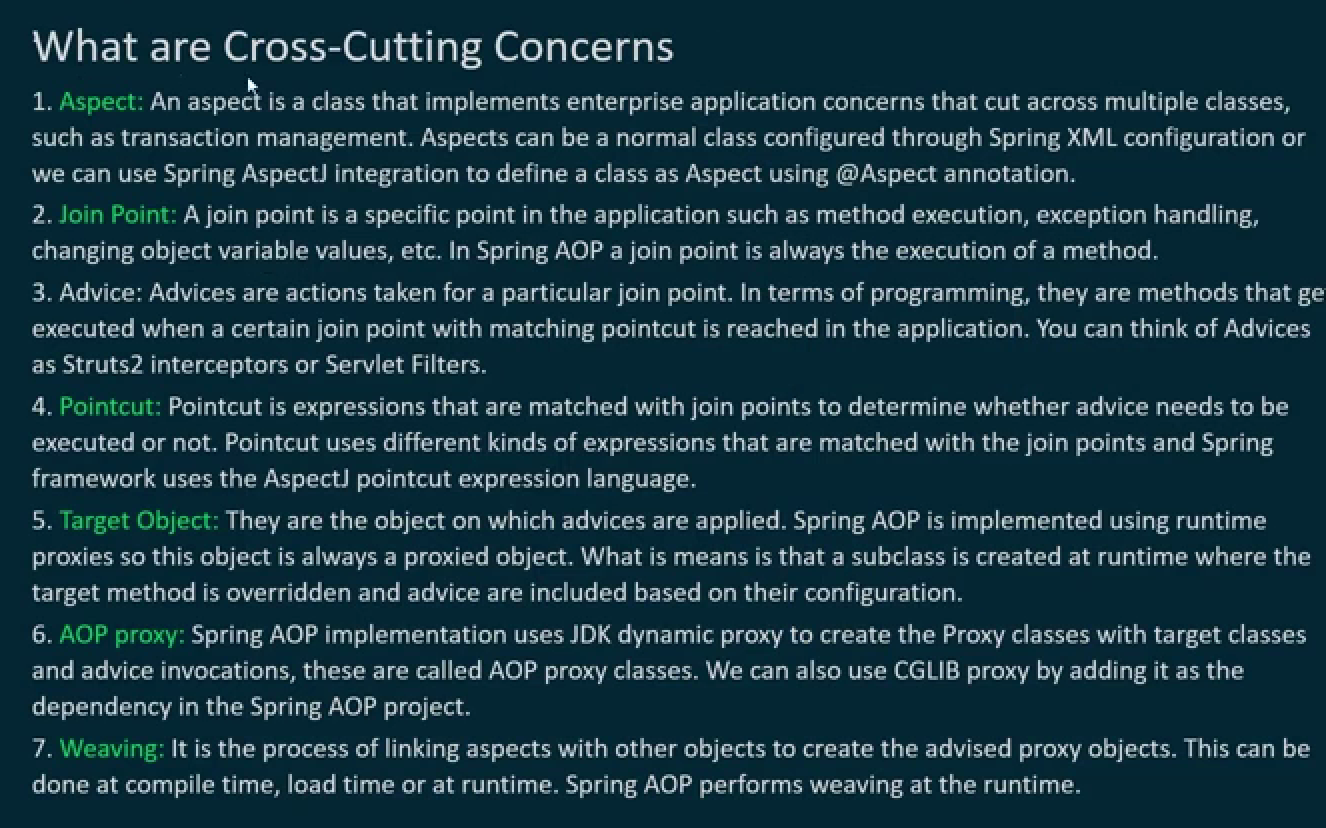 What are Cross-Cutting Concerns
1. Aspect: An aspect is a class that implements enterprise application concerns that cut across multiple classes,
such as transaction management. Aspects can be a normal class configured through Spring XML configuration or
we can use Spring AspectJ integration to define a class as Aspect using @Aspect annotation.
2. Join Point: A join point is a specific point in the application such as method execution, exception handling,
changing object variable values, etc. In Spring AOP a join point is always the execution of a method.
3. Advice: Advices are actions taken for a particular join point. In terms of programming, they are methods that ge
executed when a certain join point with matching pointcut is reached in the application. You can think of Advices
as Struts2 interceptors or Servlet Filters.
4. Pointcut: Pointcut is expressions that are matched with join points to determine whether advice needs to be
executed or not. Pointcut uses different kinds of expressions that are matched with the join points and Spring
framework uses the AspectJ pointcut expression language.
5. Target Object: They are the object on which advices are applied. Spring AOP is implemented using runtime
proxies so this object is always a proxied object. What is means is that a subclass is created at runtime where the
target method is overridden and advice are included based on their configuration.
6. AOP proxy: Spring AOP implementation uses JDK dynamic proxy to create the Proxy classes with target classes
and advice invocations, these are called AOP proxy classes. We can also use CGLIB proxy by adding it as the
dependency in the Spring AOP project.
7. Weaving: It is the process of linking aspects with other objects to create the advised proxy objects. This can be
done at compile time, load time or at runtime. Spring AOP performs weaving at the runtime.